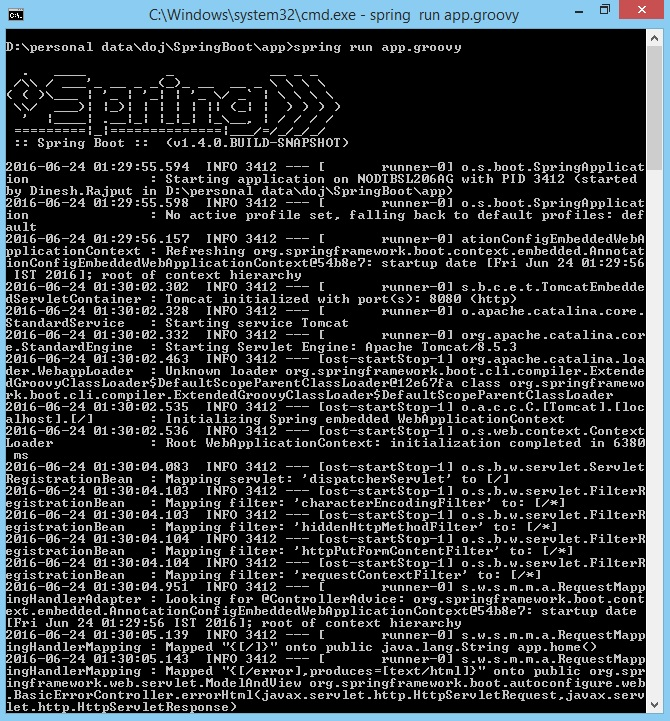 C:\Windows\system32\cmd.exe - spring run app.groovy
D:\personal data\doj\SpringBoot\app>spring run app.groovy
Spring
:: Spring Boot ::  (v1.4.0.BUILD-SNAPSHOT)
2016-06-24 01:29:55.594  INFO 3412 --- [       runner-0] o.s.boot.SpringApplicat
ion              : Starting application on NODTBSL206AG with PID 3412 (started
by Dinesh.Rajput in D:\personal data\doj\SpringBoot\app)
2016-06-24 01:29:55.598  INFO 3412 --- [       runner-0] o.s.boot.SpringApplicat
ion              : No active profile set, falling back to default profiles: def
ault
2016-06-24 01:29:56.157  INFO 3412 --- [       runner-0] ationConfigEmbeddedWebA
pplicationContext : Refreshing org.springframework.boot.context.embedded.Annotat
ionConfigEmbeddedWebApplicationContext@54b8e7: startup date [Fri Jun 24 01:29:56
IST 2016]; root of context hierarchy
2016-06-24 01:30:02.302  INFO 3412 --- [       runner-0] s.b.c.e.t.TomcatEmbedde
dServletContainer : Tomcat initialized with port(s): 8080 (http)
2016-06-24 01:30:02.328  INFO 3412 --- [       runner-0] o.apache.catalina.core.
StandardService   : Starting service Tomcat
2016-06-24 01:30:02.332  INFO 3412 --- [       runner-0] org.apache.catalina.cor
e.StandardEngine  : Starting Servlet Engine: Apache Tomcat/8.5.3
2016-06-24 01:30:02.463  INFO 3412 --- [ost-startStop-1] org.apache.catalina.loa
der.WebappLoader  : Unknown loader org.springframework.boot.cli.compiler.Extende
dGroovyClassLoader$DefaultScopeParentClassLoader@12e67fa class org.springframewo
rk.boot.cli.compiler.ExtendedGroovyClassLoader$DefaultScopeParentClassLoader
2016-06-24 01:30:02.535  INFO 3412 --- [ost-startStop-1] o.a.c.c.C.[Tomcat].[loc
alhost].[/]       : Initializing Spring embedded WebApplicationContext
2016-06-24 01:30:02.536  INFO 3412 --- [ost-startStop-1] o.s.web.context.Context
Loader            : Root WebApplicationContext: initialization completed in 6380
ms
2016-06-24 01:30:04.083  INFO 3412 --- [ost-startStop-1] o.s.b.w.servlet.Servlet
RegistrationBean  : Mapping servlet: 'dispatcherServlet' to [/]
2016-06-24 01:30:04.103  INFO 3412 --- [ost-startStop-1] o.s.b.w.servlet.FilterR
egistrationBean   : Mapping filter: 'characterEncodingFilter' to: [/*]
2016-06-24 01:30:04.103  INFO 3412 --- [ost-startStop-1] o.s.b.w.servlet.FilterR
egistrationBean   : Mapping filter: 'hiddenHttpMethodFilter' to: [/*]
2016-06-24 01:30:04.104  INFO 3412 --- [ost-startStop-1] o.s.b.w.servlet.FilterR
egistrationBean   : Mapping filter: 'httpPutFormContentFilter' to: [/*]
2016-06-24 01:30:04.104  INFO 3412 --- [ost-startStop-1] o.s.b.w.servlet.FilterR
egistrationBean   : Mapping filter: 'requestContextFilter' to: [/*]
2016-06-24 01:30:04.951  INFO 3412 --- [       runner-0] s.w.s.m.m.a.RequestMapp
ingHandlerAdapter : Looking for @ControllerAdvice: org.springframework.boot.cont
ext.embedded.AnnotationConfigEmbeddedWebApplicationContext@54b8e7: startup date
[Fri Jun 24 01:29:56 IST 2016]; root of context hierarchy
2016-06-24 01:30:05.139  INFO 3412 --- [       runner-0] s.w.s.m.m.a.RequestMapp
ingHandlerMapping : Mapped "{[/]}" onto public java.lang.String app.home()
2016-06-24 01:30:05.143  INFO 3412 --- [       runner-0] s.w.s.m.m.a.RequestMapp
ingHandlerMapping : Mapped "{[/error],produces=[text/html]}" onto public org.spr
ingframework.web.servlet.ModelAndView org.springframework.boot.autoconfigure.web
.BasicErrorController.errorHtml(javax.servlet.http.HttpServletRequest,javax.serv
let.http.HttpServletResponse)